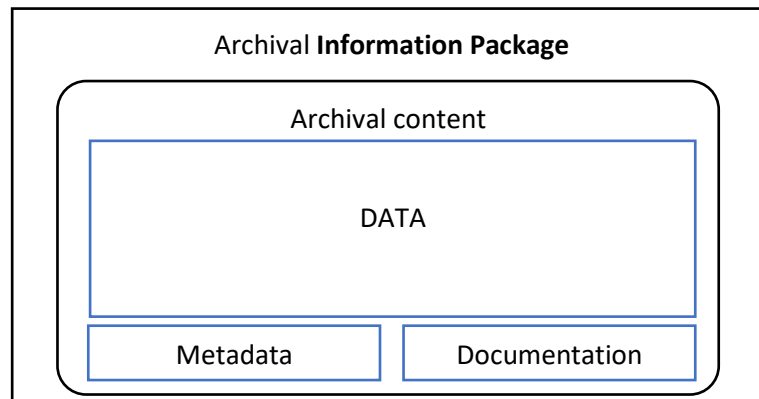 Archival Information Package
Archival content
DATA
Metadata
Documentation